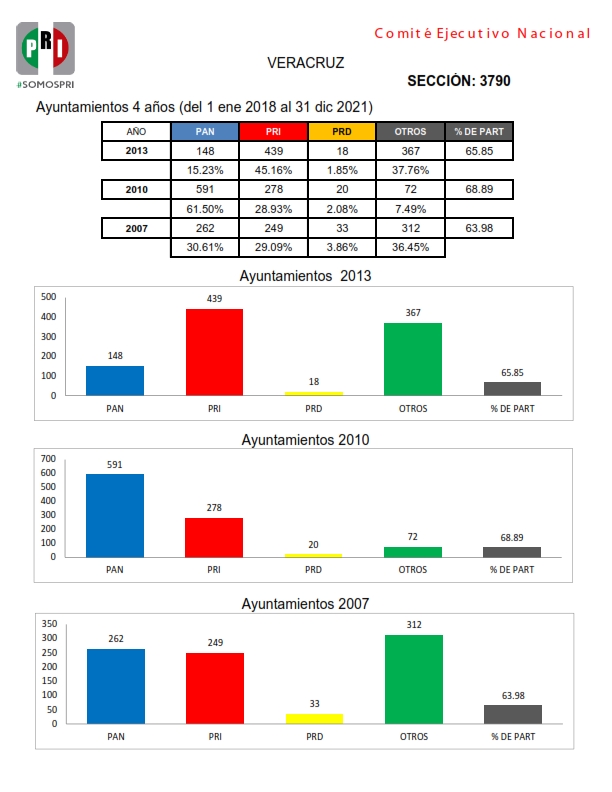 PRI
#SOMOSPRI
Comité Ejecutivo Nacional
VERACRUZ
SECCIÓN: 3790
Ayuntamientos 4 años (del 1 ene 2018 al 31 dic 2021)
AÑO PAN PRI PRD OTROS % DE PART
2013 148 439 18 367 65.85
15.23% 45.16% 1.85% 37.76%
2010 591 278 20 72 68.89
61.50% 28.93% 2.08% 7.49%
2007 262 249 33 312 63.98
30.61% 29.09% 3.86% 36.45%
Ayuntamientos 2013
500
400
300
200
100
0
148 439 18 367 65.85
PAN PRI PRD OTROS % DE PART
Ayuntamientos 2010
700
600
500
400
300
200
100
0
591 278 20 72 68.89
PAN PRI PRD OTROS % DE PART
Ayuntamientos 2007
350
300
250
200
150
100
50
0
262 249 33 312 63.98
PAN PRI PRD OTROS % DE PART